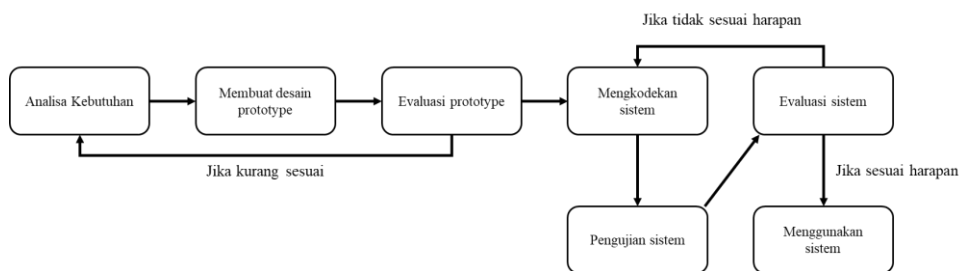 Jika tidak sesuai harapan
Analisa Kebutuhan
Membuat desain
prototype
Evaluasi prototype
Mengkodekan
sistem
Evaluasi sistem
Jika kurang sesuai
Jika sesuai harapan
Pengujian sistem
Menggunakan
sistem